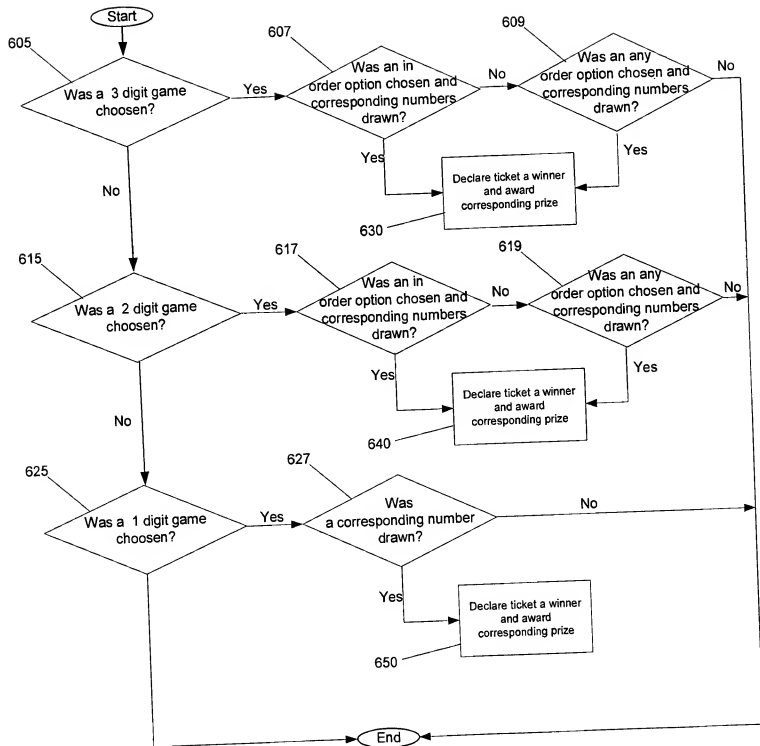 Start
605
607
609
Was a 3 digit game
choosen?
Yes
Was an in
order option chosen and
corresponding numbers
drawn?
No
Was an any
order option chosen and
corresponding numbers
drawn?
No
Yes
Yes
No
Declare ticket a winner
and award
corresponding prize
630
615
617
619
Was a 2 digit game
choosen?
Yes
Was an in
order option chosen and
corresponding numbers
drawn?
No
Was an any
order option chosen and
corresponding numbers
drawn?
No
Yes
Yes
No
Declare ticket a winner
and award
corresponding prize
640
625
627
Was a 1 digit game
choosen?
Yes
Was
a corresponding number
drawn?
No
Yes
Declare ticket a winner
and award
corresponding prize
650
End